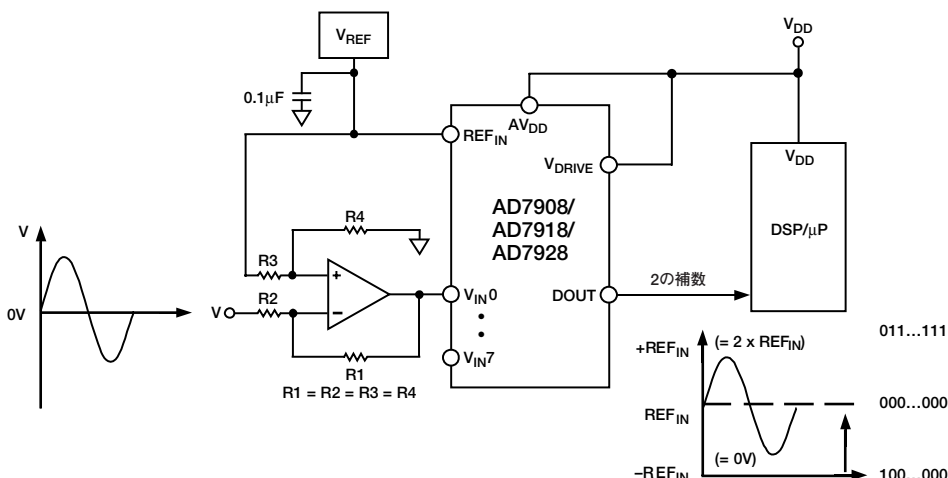 VREF
VDD
0.1μF
AVDD
REFIN
VDRIVE
VDD
AD7908/
AD7918/
AD7928
DSP/μP
V
R4
R3
0V
R2
V
+
−
VIN0
DOUT
2の補数
VIN7
R1
R1 = R2 = R3 = R4
+REFIN
(= 2 x REFIN)
011...111
REFIN
000...000
(= 0V)
−REFIN
100...000